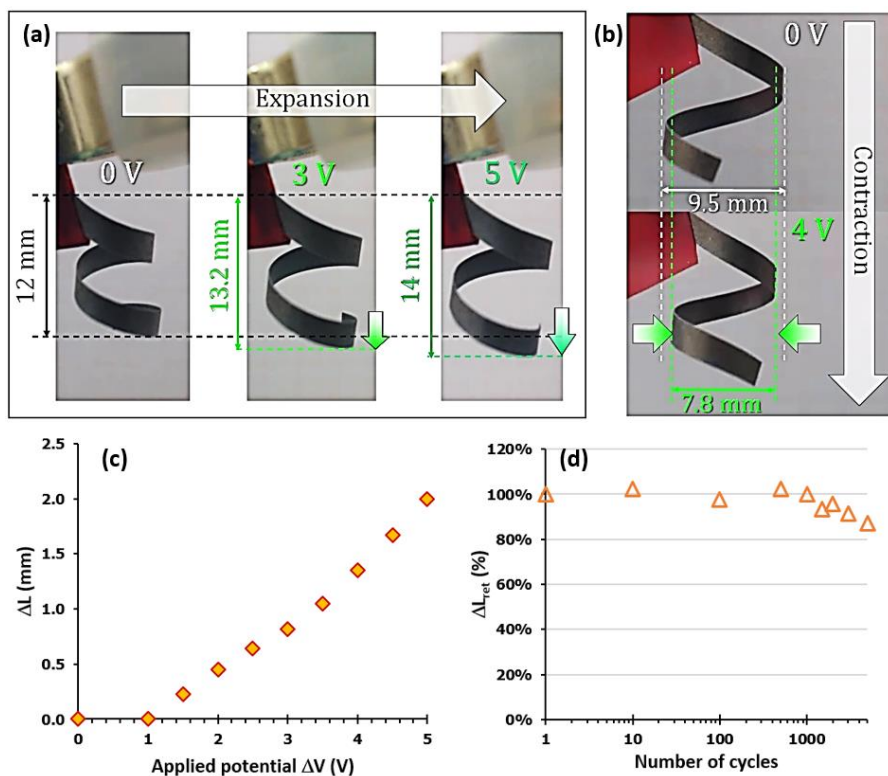 (a)
Expansion
0 V
3 V
5 V
12 mm
13.2 mm
14 mm
(b)
0 V
9.5 mm
4 V
7.8 mm
Contraction
(c)
2.5
2.0
1.5
1.0
0.5
0.0
ΔL (mm)
0 1 2 3 4 5
Applied potential ΔV (V)
(d)
120%
100%
80%
60%
40%
20%
0%
ΔLret (%)
1 10 100 1000
Number of cycles